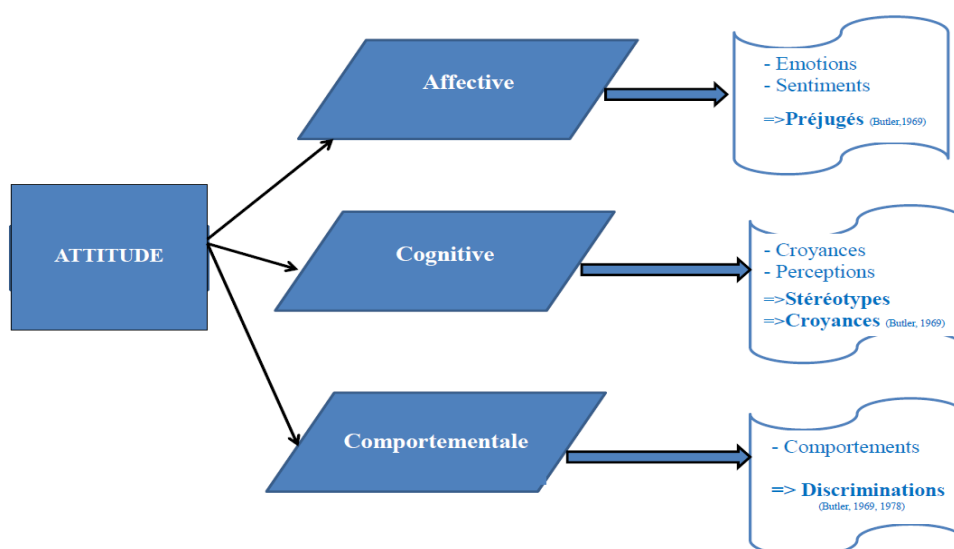 ATTITUDE
Affective
- Emotions
- Sentiments
=>Préjugés (Butler,1969)
Cognitive
- Croyances
- Perceptions
=>Stéréotypes
=>Croyances (Butler, 1969)
Comportementale
- Comportements
=> Discriminations
(Butler, 1969, 1978)